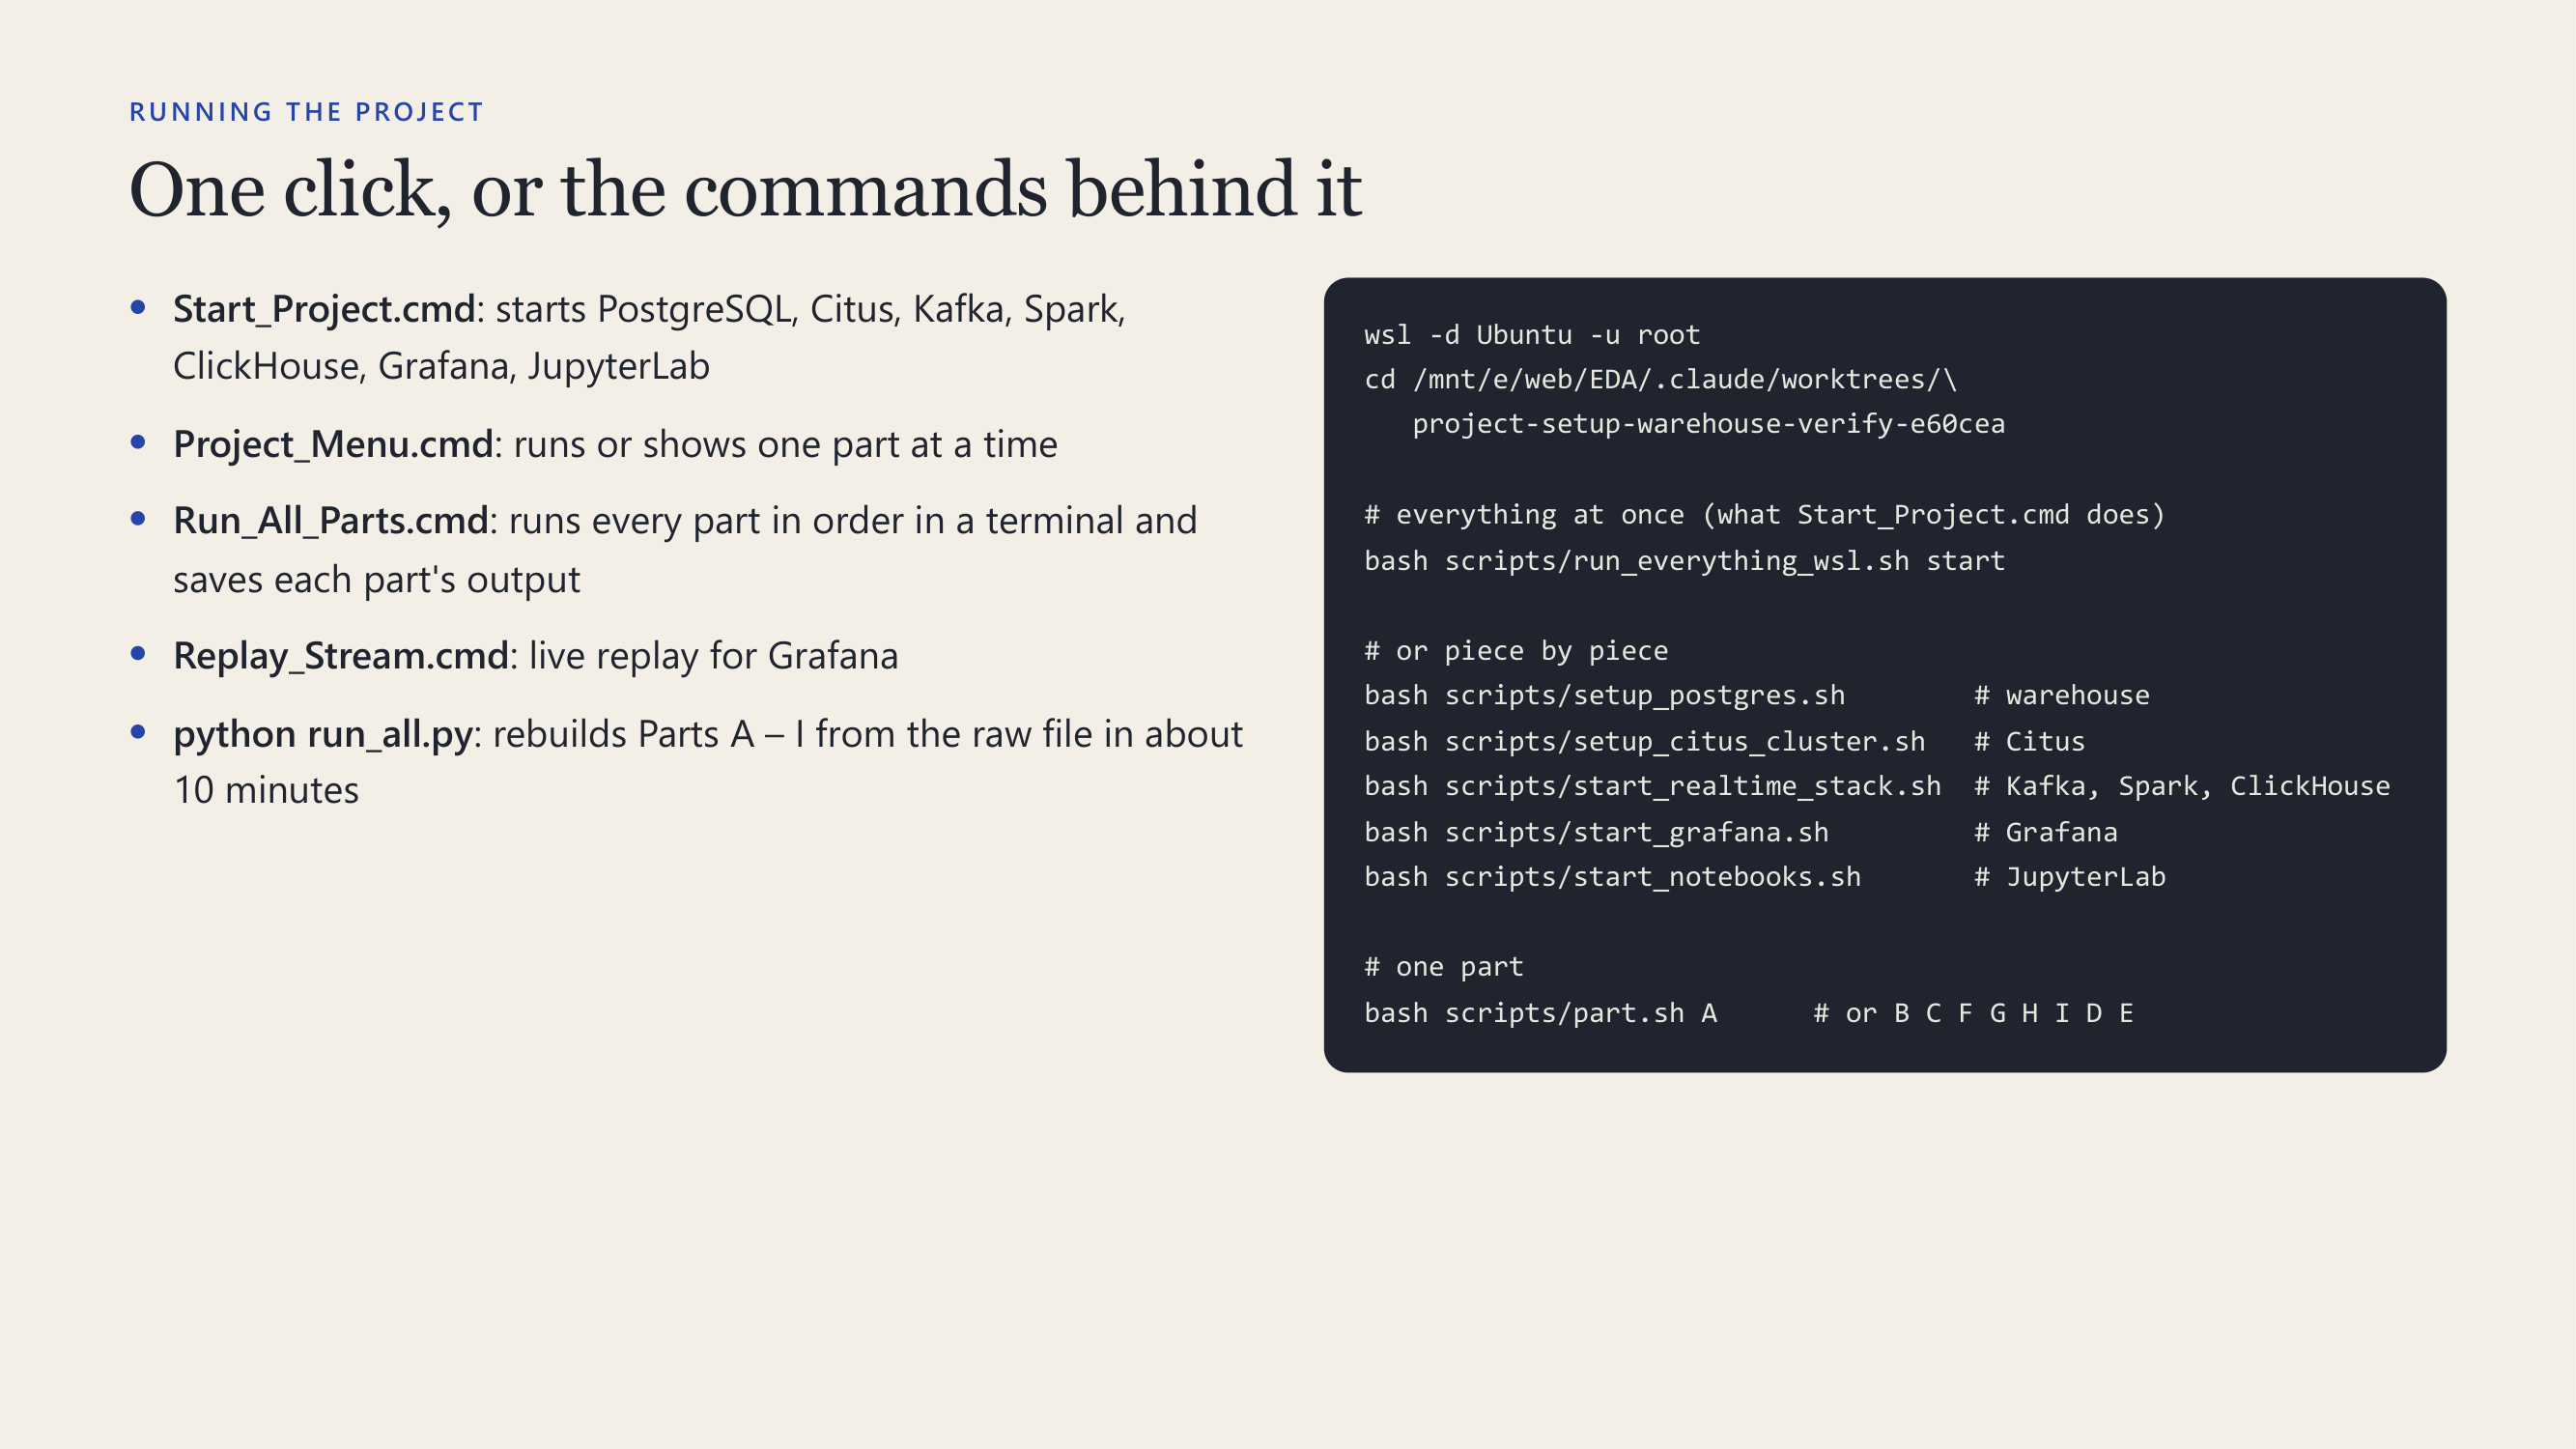 RUNNING THE PROJECT
One click, or the commands behind it
• Start_Project.cmd: starts PostgreSQL, Citus, Kafka, Spark,
ClickHouse, Grafana, JupyterLab
• Project_Menu.cmd: runs or shows one part at a time
• Run_All_Parts.cmd: runs every part in order in a terminal and
saves each part's output
• Replay_Stream.cmd: live replay for Grafana
• python run_all.py: rebuilds Parts A – I from the raw file in about
10 minutes
wsl -d Ubuntu -u root
cd /mnt/e/web/EDA/.claude/worktrees/\
   project-setup-warehouse-verify-e60cea
# everything at once (what Start_Project.cmd does)
bash scripts/run_everything_wsl.sh start
# or piece by piece
bash scripts/setup_postgres.sh        # warehouse
bash scripts/setup_citus_cluster.sh   # Citus
bash scripts/start_realtime_stack.sh  # Kafka, Spark, ClickHouse
bash scripts/start_grafana.sh         # Grafana
bash scripts/start_notebooks.sh       # JupyterLab
# one part
bash scripts/part.sh A      # or B C F G H I D E